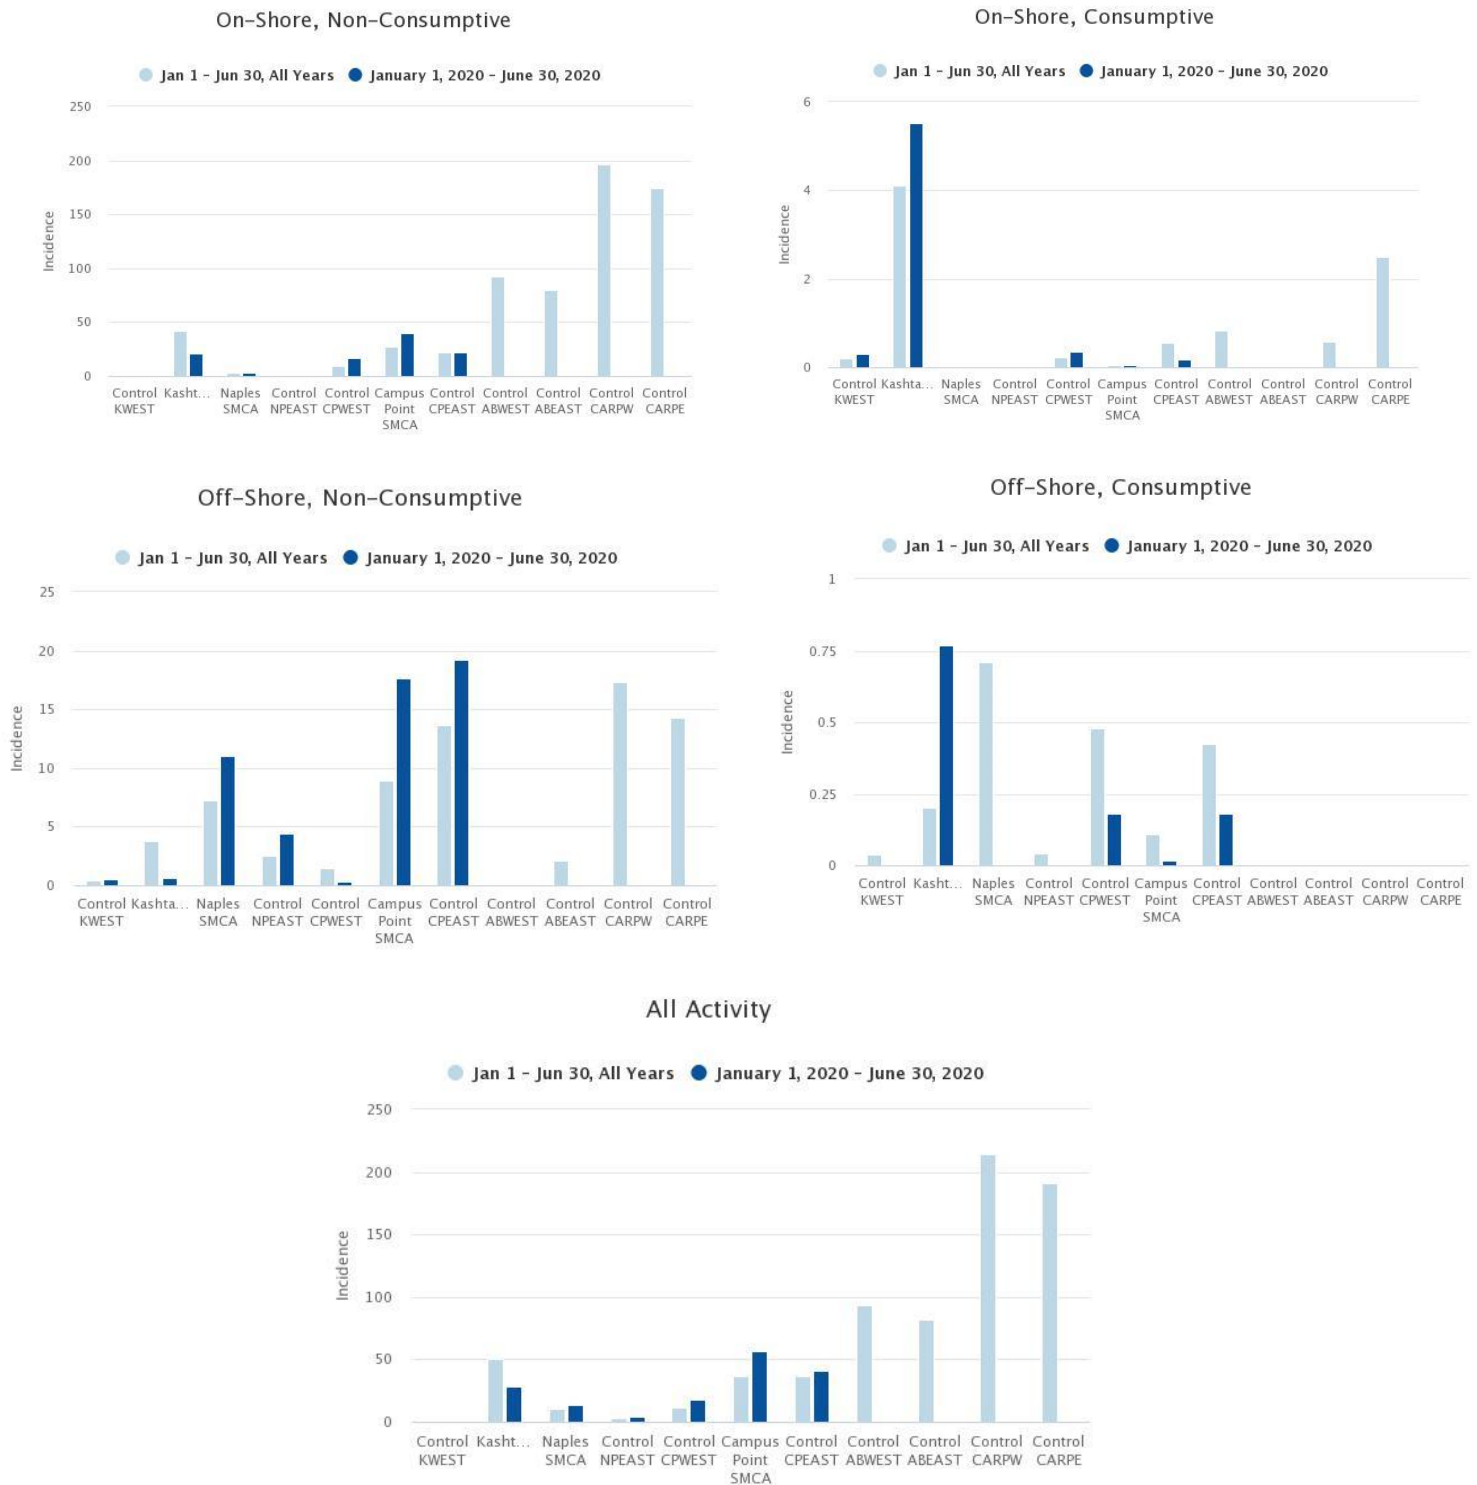 On-Shore, Non-Consumptive
Jan 1 - Jun 30, All Years January 1, 2020 - June 30, 2020
Incidence
250
200
150
100
50
0
Control Kasht... Naples Control Control Campus Control Control Control Control Control
KWEST SMCA NPEAST CPWEST Point CPEAST ABWEST ABEAST CARPW CARPE
SMCA
On-Shore, Consumptive
Jan 1 - Jun 30, All Years January 1, 2020 - June 30, 2020
Incidence
6
4
2
0
Control Kashta... Naples Control Control Campus Control Control Control Control Control
KWEST SMCA NPEAST CPWEST Point CPEAST ABWEST ABEAST CARPW CARPE
SMCA
Off-Shore, Non-Consumptive
Jan 1 - Jun 30, All Years January 1, 2020 - June 30, 2020
Incidence
25
20
15
10
5
0
Control Kashta... Naples Control Control Campus Control Control Control Control Control
KWEST SMCA NPEAST CPWEST Point CPEAST ABWEST ABEAST CARPW CARPE
SMCA
Off-Shore, Consumptive
Jan 1 - Jun 30, All Years January 1, 2020 - June 30, 2020
Incidence
1
0.75
0.5
0.25
0
Control Kasht... Naples Control Control Campus Control Control Control Control Control
KWEST SMCA NPEAST CPWEST Point CPEAST ABWEST ABEAST CARPW CARPE
SMCA
All Activity
Jan 1 - Jun 30, All Years January 1, 2020 - June 30, 2020
Incidence
250
200
150
100
50
0
Control Kasht... Naples Control Control Campus Control Control Control Control Control
KWEST SMCA NPEAST CPWEST Point CPEAST ABWEST ABEAST CARPW CARPE
SMCA